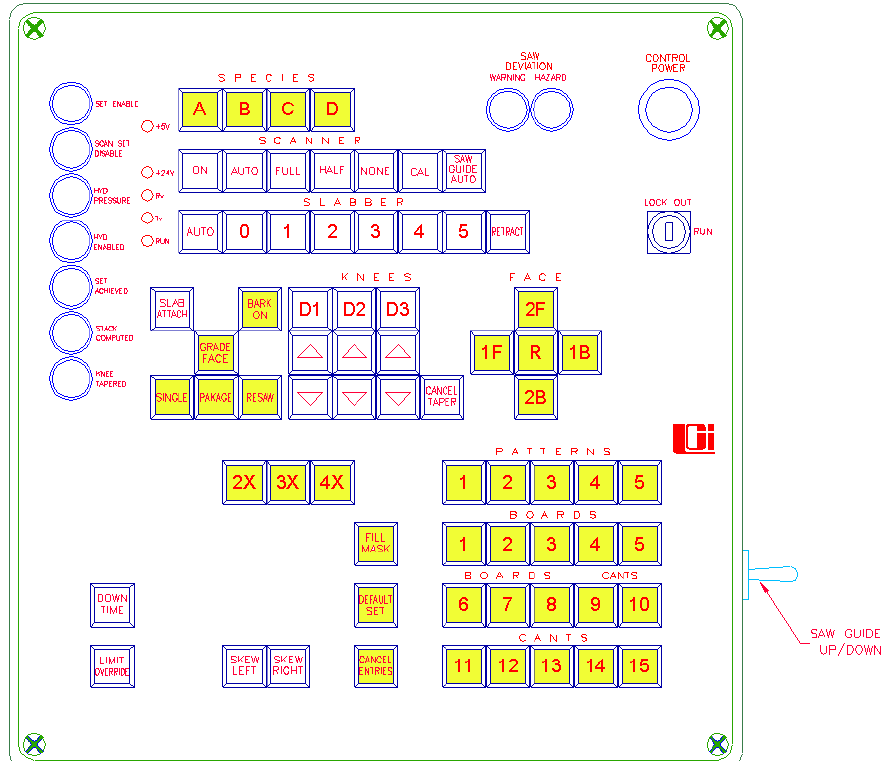 SPECIES
SAW
DEVIATION
WARNING HAZARD
CONTROL
POWER
A B C D
SET ENABLE
+5V
SCANNER
SCAN SET
DISABLE
ON AUTO FULL HALF NONE CAL SAW GUIDE AUTO
+24V
HYD
PRESSURE
Rv
SLABBER
LOCK OUT
Tv
AUTO 0 1 2 3 4 5 RETRACT
RUN
HYD
ENABLED
RUN
KNEES
FACE
SET
ACHIEVED
SLAB
ATTACH
BARK
ON
D1 D2 D3
2F
STACK
COMPUTED
GRADE
FACE
1F R 1B
KNEE
TAPERED
SINGLE PAKAGE RESAW
CANCEL
TAPER
2B
PATTERNS
2X 3X 4X
1 2 3 4 5
BOARDS
FILL
MASK
1 2 3 4 5
BOARDS CANTS
DOWN
TIME
DEFAULT
SET
6 7 8 9 10
SAW GUIDE
UP/DOWN
CANTS
LIMIT
OVERRIDE
SKEW
LEFT
SKEW
RIGHT
CANCEL
ENTRIES
11 12 13 14 15